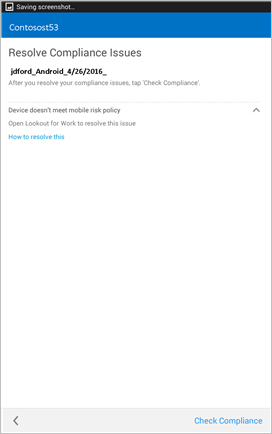 Saving screenshot...
Contosost53
Resolve Compliance Issues
jdford_Android_4/26/2016_
After you resolve your compliance issues, tap 'Check Compliance'.
Device doesn't meet mobile risk policy
Open Lookout for Work to resolve this issue
How to resolve this
Check Compliance